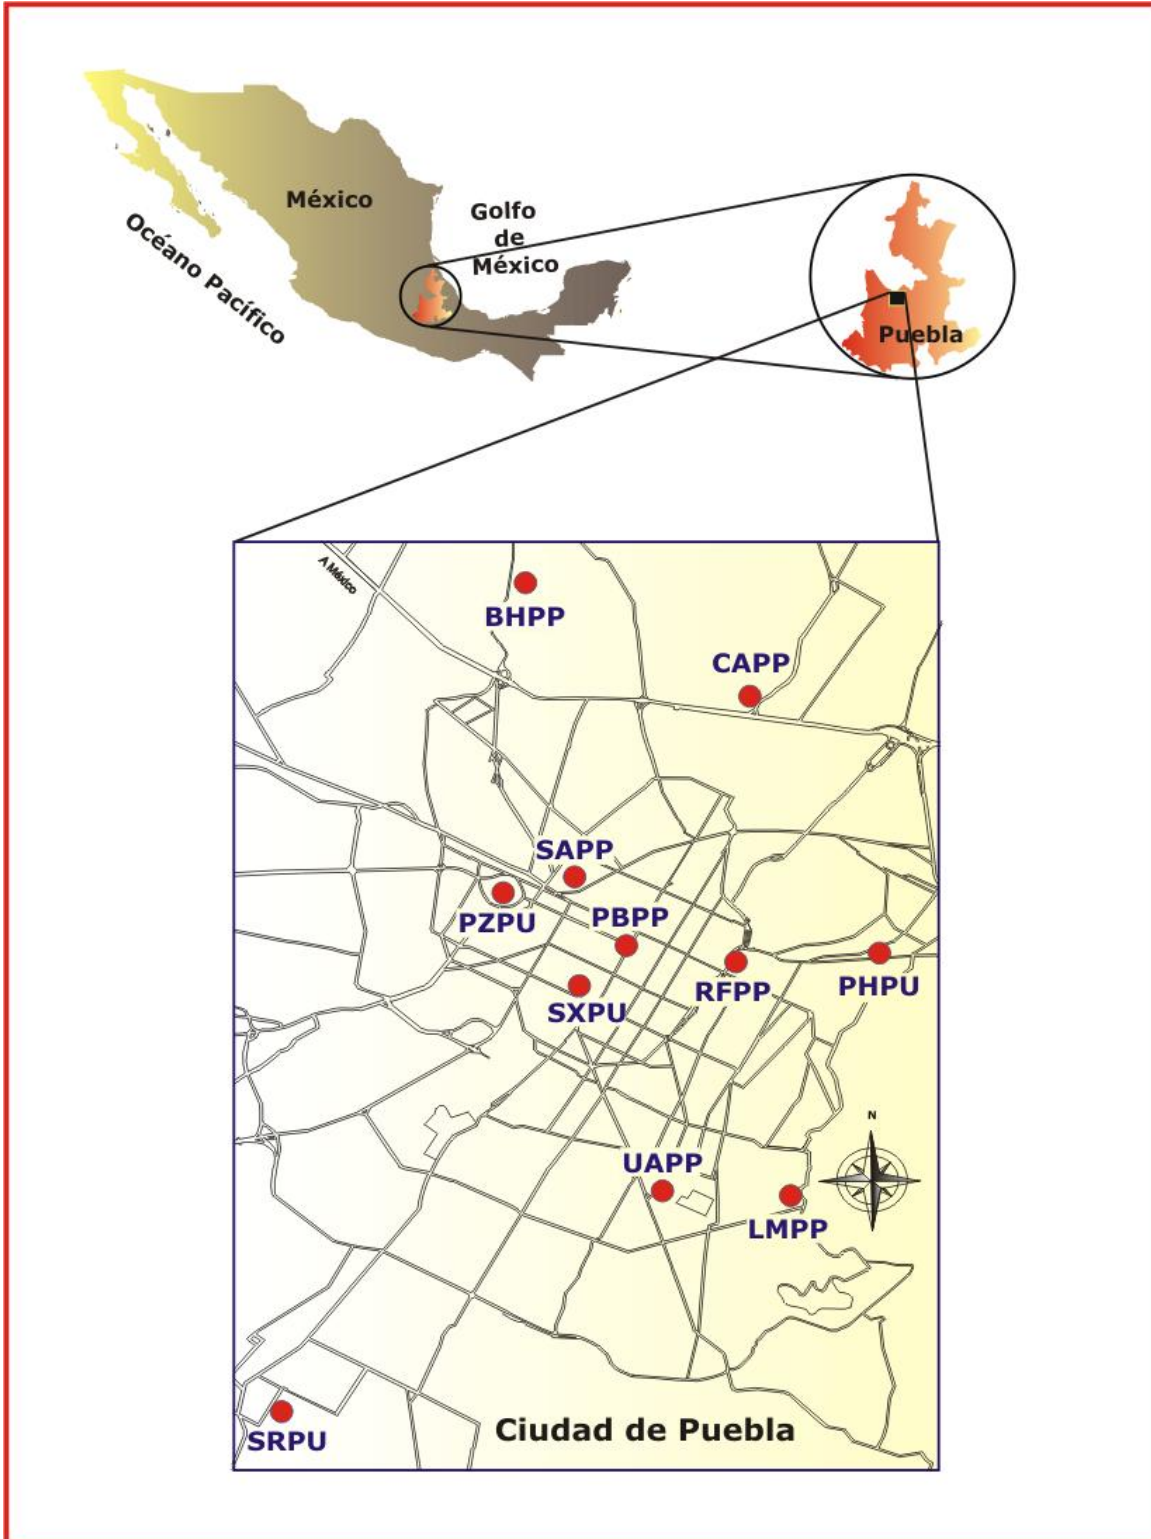 México
Golfo
de
México
Océano Pacífico
Puebla
A México
BHPP
CAPP
SAPP
PZPU
PBPP
SXPU
RFPP
PHPU
N
UAPP
LMPP
Ciudad de Puebla
SRPU